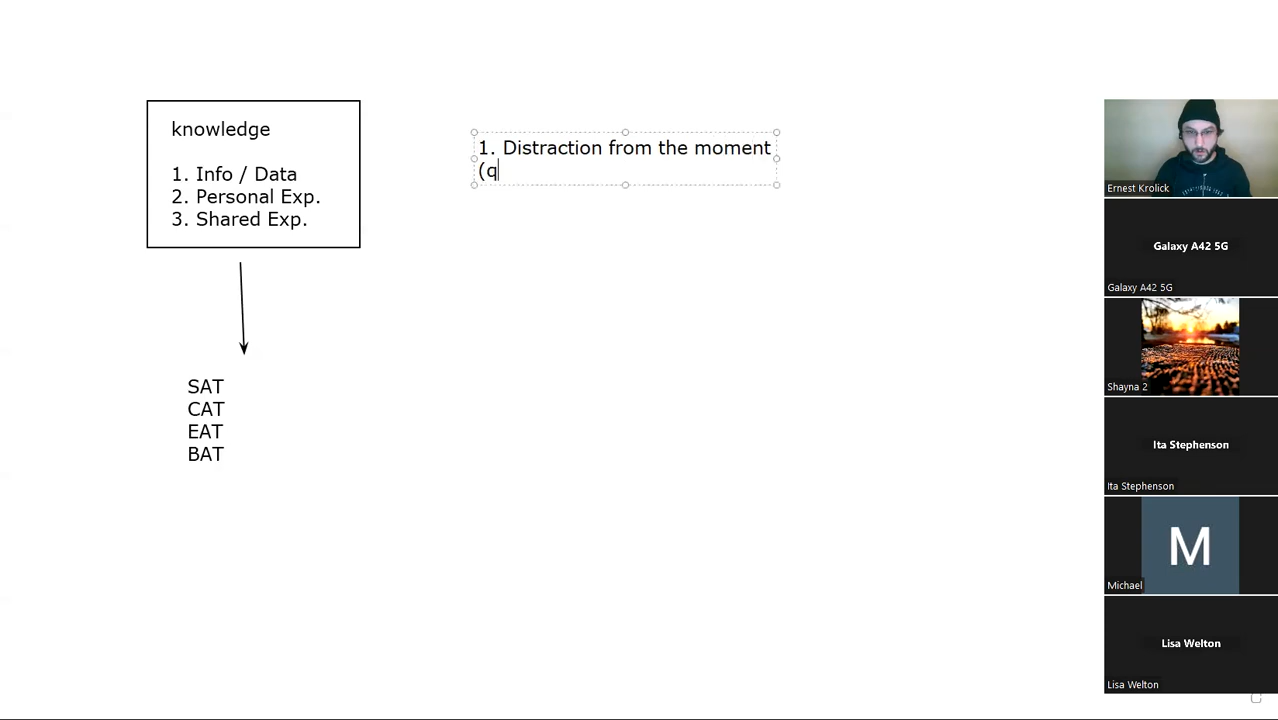 knowledge
1. Info / Data
2. Personal Exp.
3. Shared Exp.
SAT
CAT
EAT
BAT
1. Distraction from the moment
(q
Ernest Krolick
Galaxy A42 5G
Galaxy A42 5G
Shayna 2
Ita Stephenson
Ita Stephenson
M
Michael
Lisa Welton
Lisa Welton